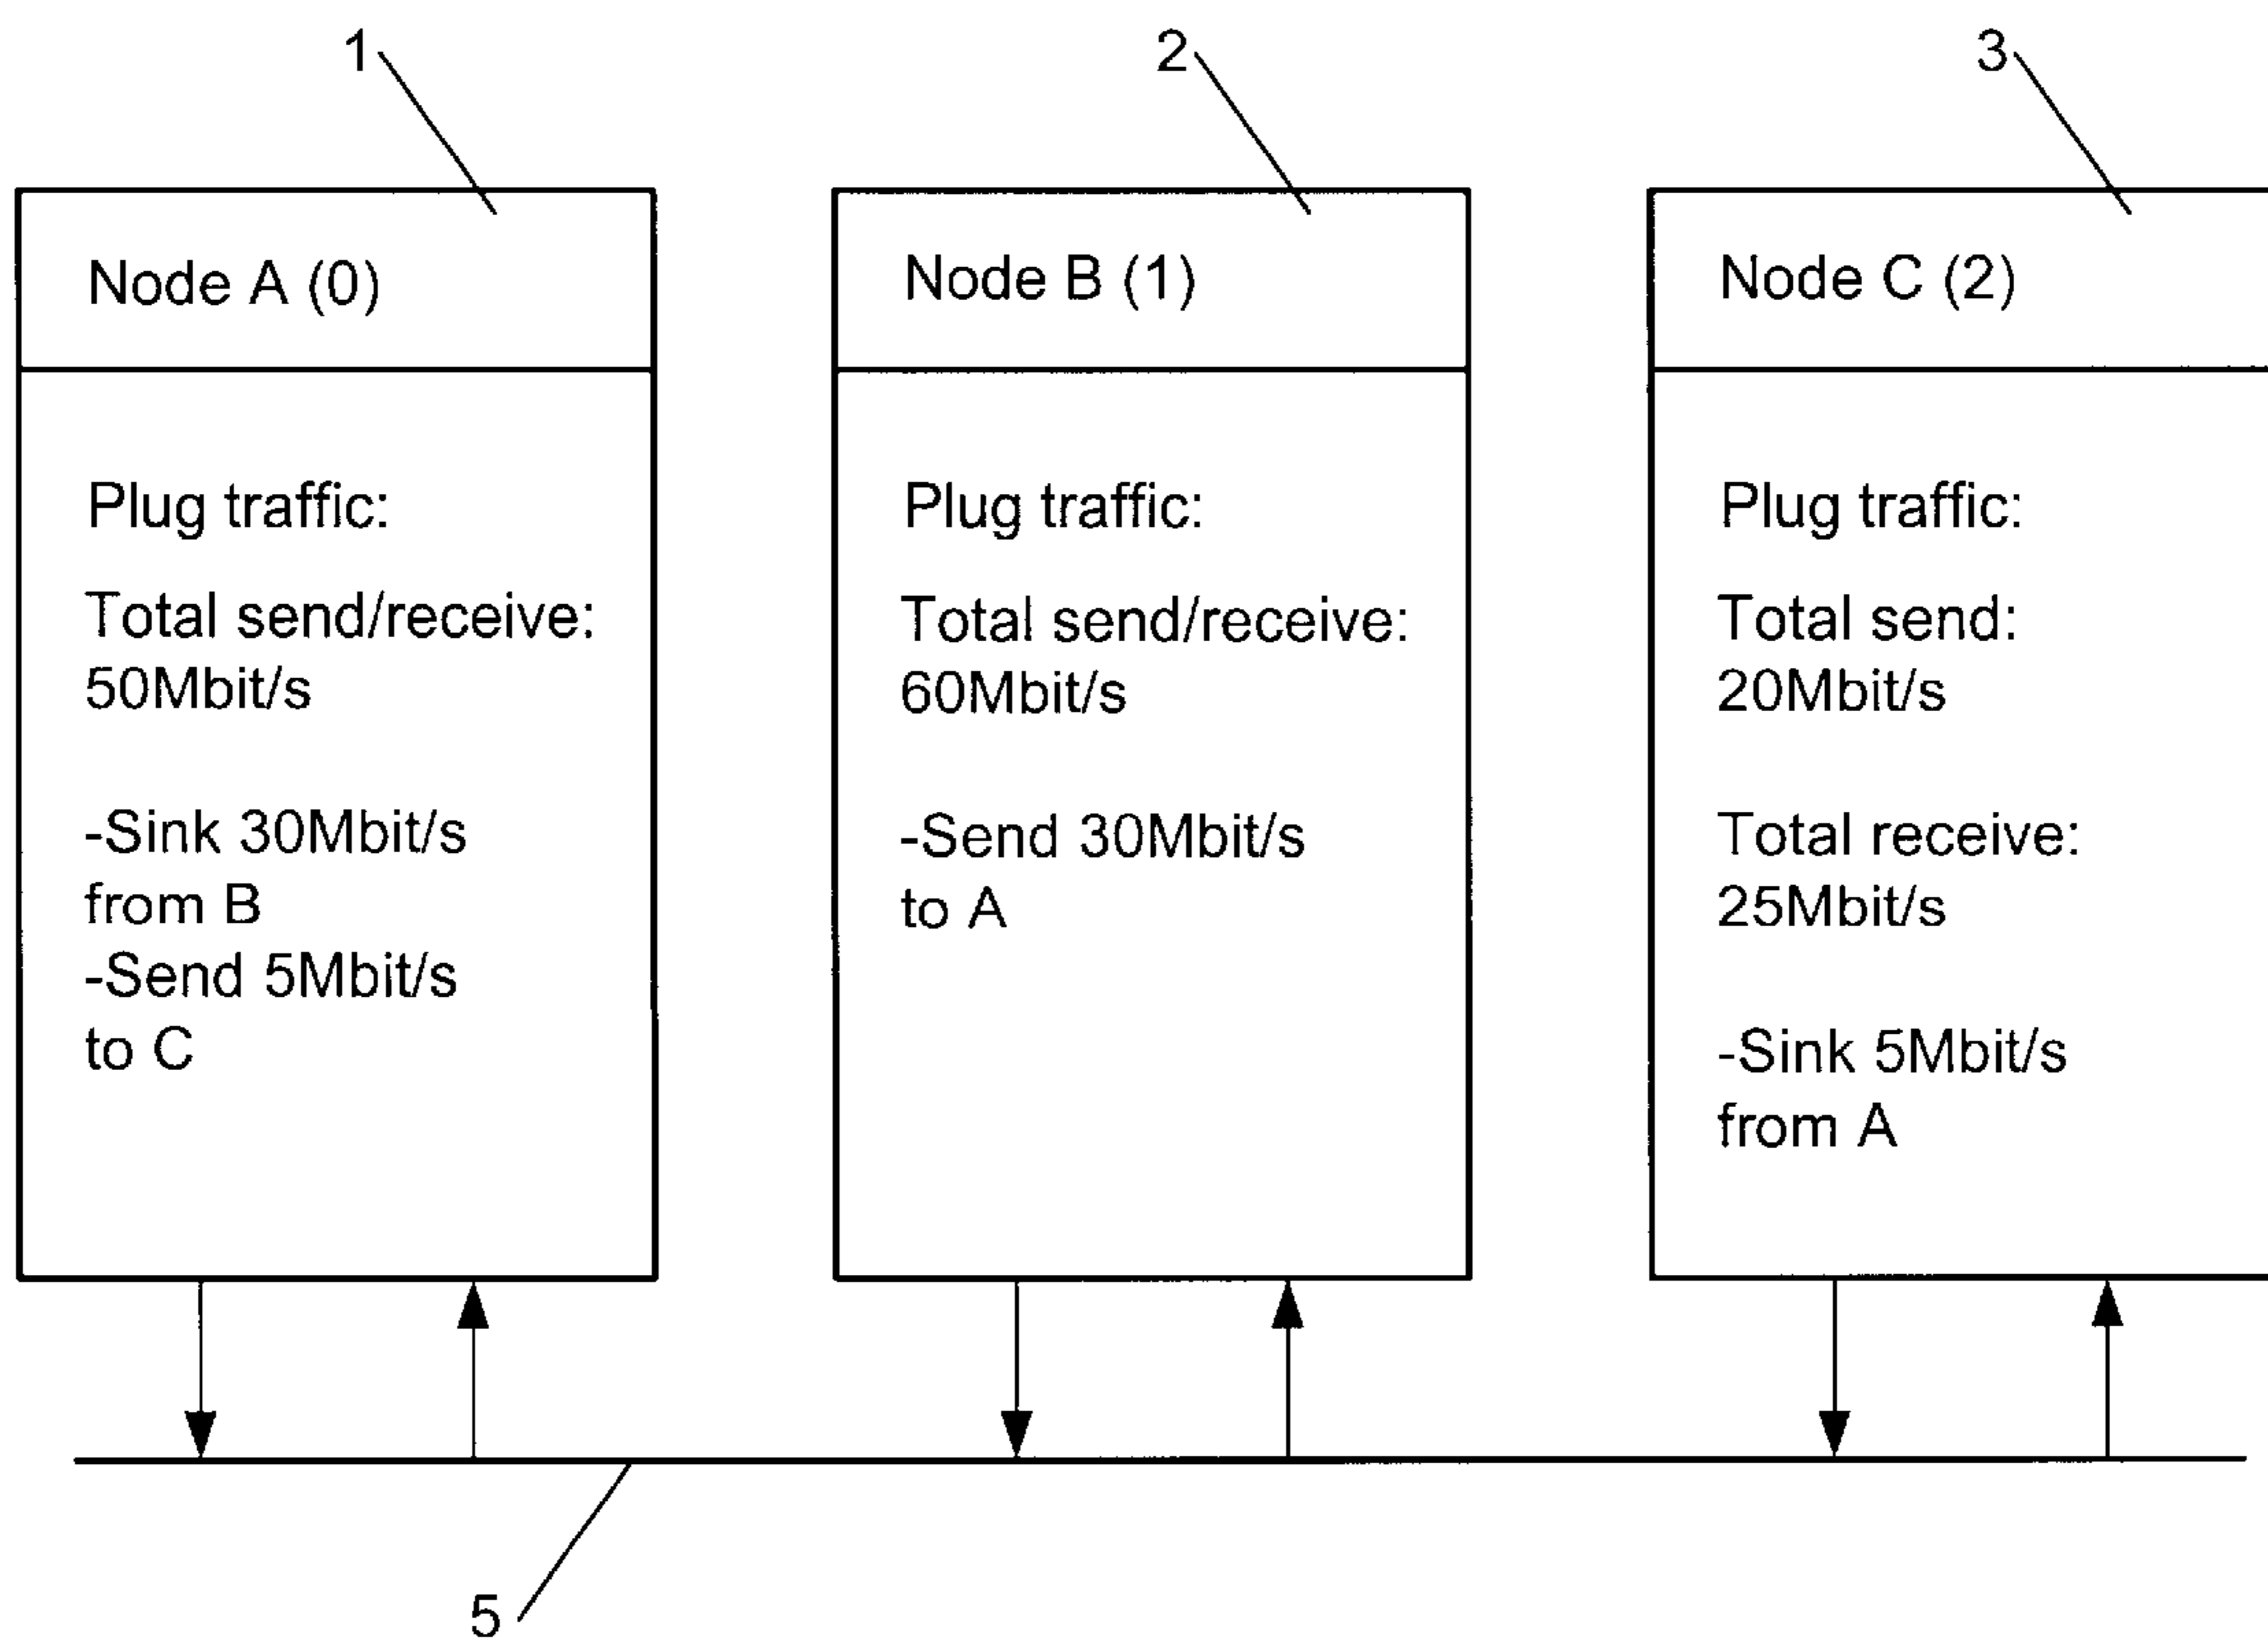 1
2
3
Node A (0)
Plug traffic:
Total send/receive:
50Mbit/s
-Sink 30Mbit/s
from B
-Send 5Mbit/s
to C
Node B (1)
Plug traffic:
Total send/receive:
60Mbit/s
-Send 30Mbit/s
to A
Node C (2)
Plug traffic:
Total send:
20Mbit/s
Total receive:
25Mbit/s
-Sink 5Mbit/s
from A
5